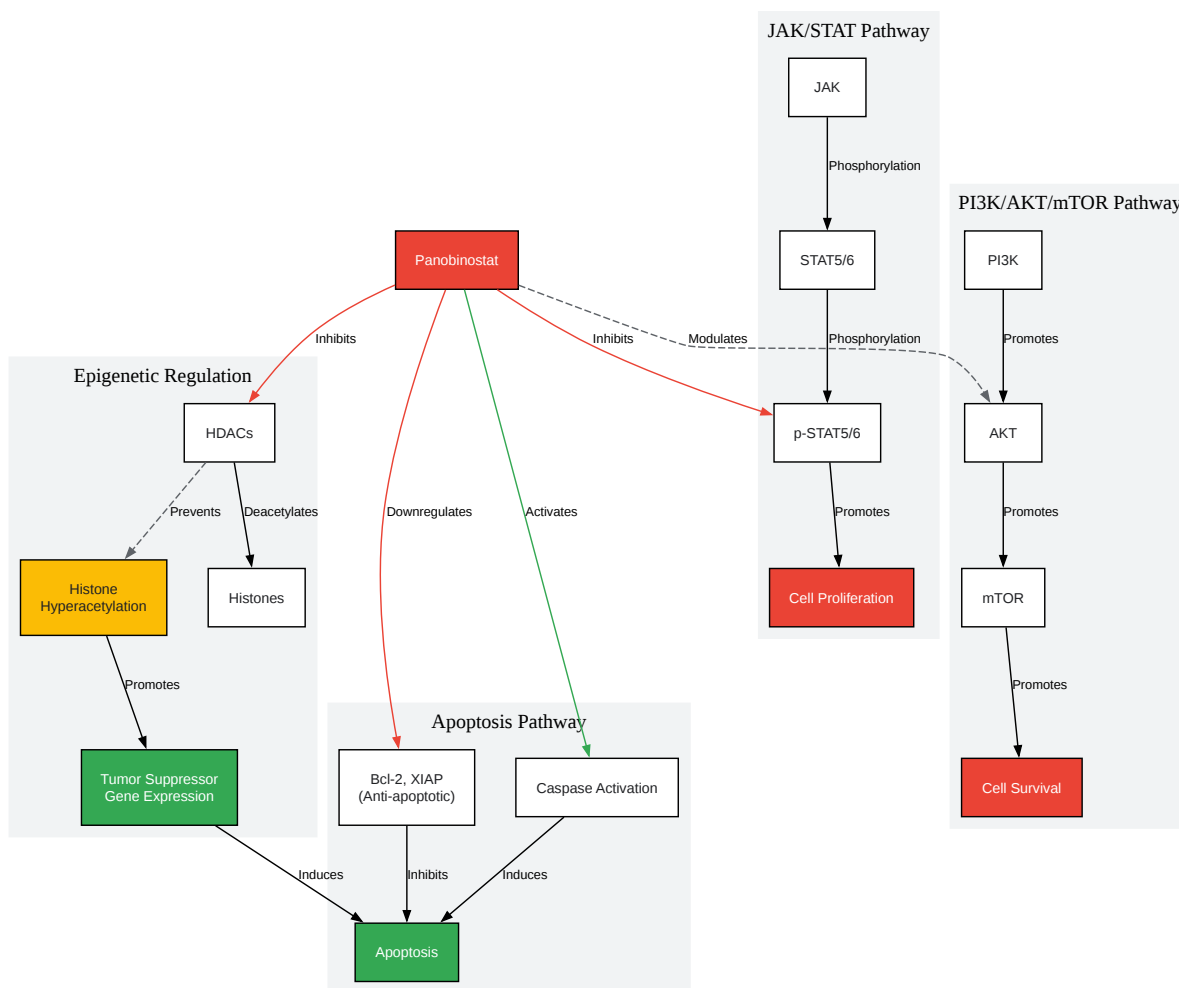 JAK/STAT Pathway
JAK
Phosphorylation
PI3K/AKT/mTOR Pathway
Panobinostat
STAT5/6
PI3K
Inhibits
Inhibits
Modulates
Phosphorylation
Promotes
Epigenetic Regulation
HDACs
p-STAT5/6
AKT
Prevents
Deacetylates
Downregulates
Activates
Promotes
Promotes
Histone
Hyperacetylation
Histones
Cell Proliferation
mTOR
Promotes
Promotes
Apoptosis Pathway
Tumor Suppressor
Gene Expression
Bcl-2, XIAP
(Anti-apoptotic)
Caspase Activation
Cell Survival
Induces
Inhibits
Induces
Apoptosis